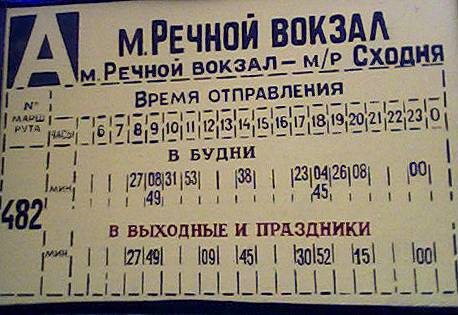 А
м. Речной вокзал
м. Речной вокзал – м/р Сходня
№ маршрута
Время отправления
часы 6 7 8 9 10 11 12 13 14 15 16 17 18 19 20 21 22 23 0
В будни
482
мин. 27 08 31 53 38 23 04 26 08 00
49 45
В выходные и праздники
мин. 27 49 09 45 30 52 15 00